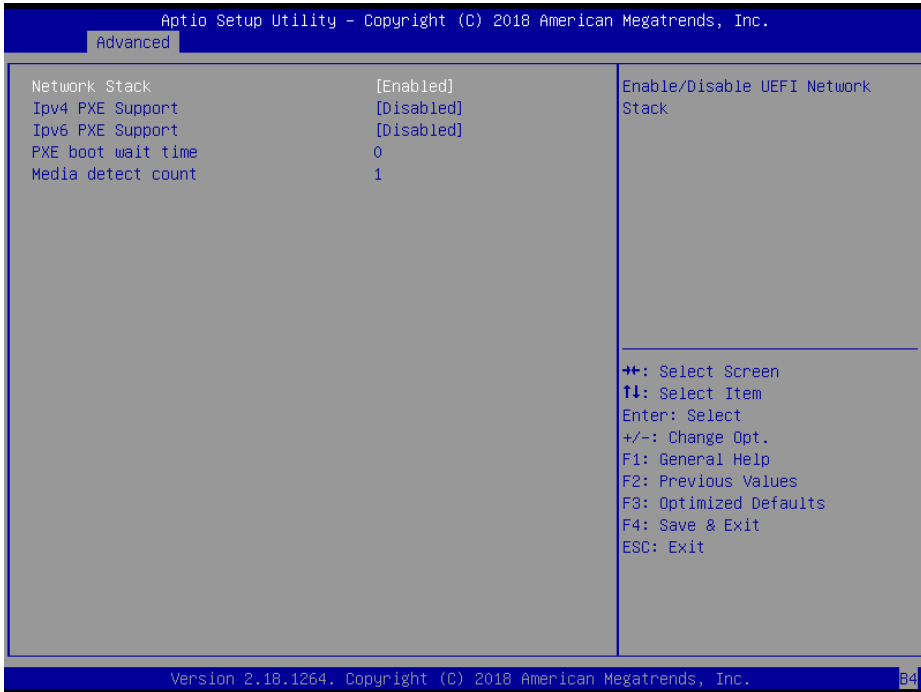 Aptio Setup Utility – Copyright (C) 2018 American Megatrends, Inc.
Advanced
Network Stack [Enabled]
Ipv4 PXE Support [Disabled]
Ipv6 PXE Support [Disabled]
PXE boot wait time 0
Media detect count 1
Enable/Disable UEFI Network
Stack
→←: Select Screen
↑↓: Select Item
Enter: Select
+/-: Change Opt.
F1: General Help
F2: Previous Values
F3: Optimized Defaults
F4: Save & Exit
ESC: Exit
Version 2.18.1264. Copyright (C) 2018 American Megatrends, Inc.
B4